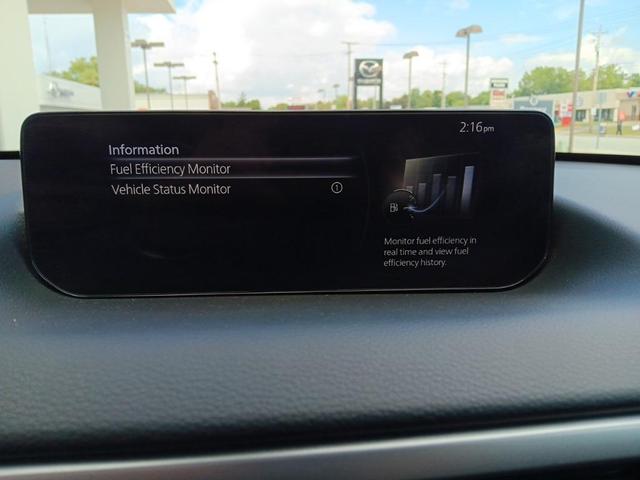 2:16pm
Information
Fuel Efficiency Monitor
Vehicle Status Monitor
1
Monitor fuel efficiency in
real time and view fuel
efficiency history.